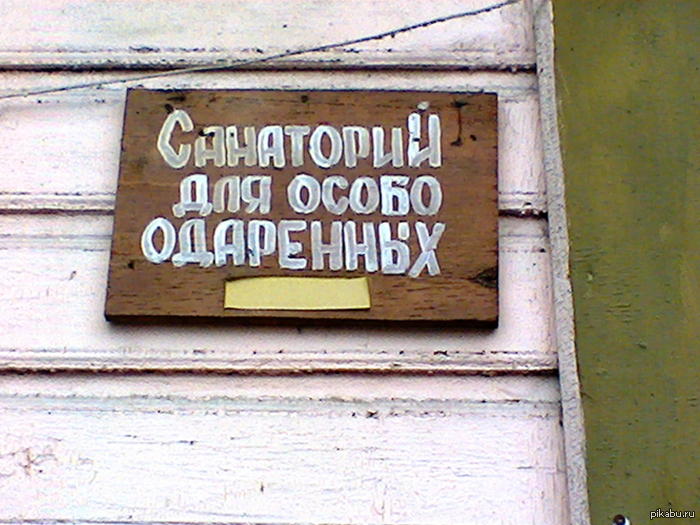 Санаторий
для особо
одаренных
pikabu.ru